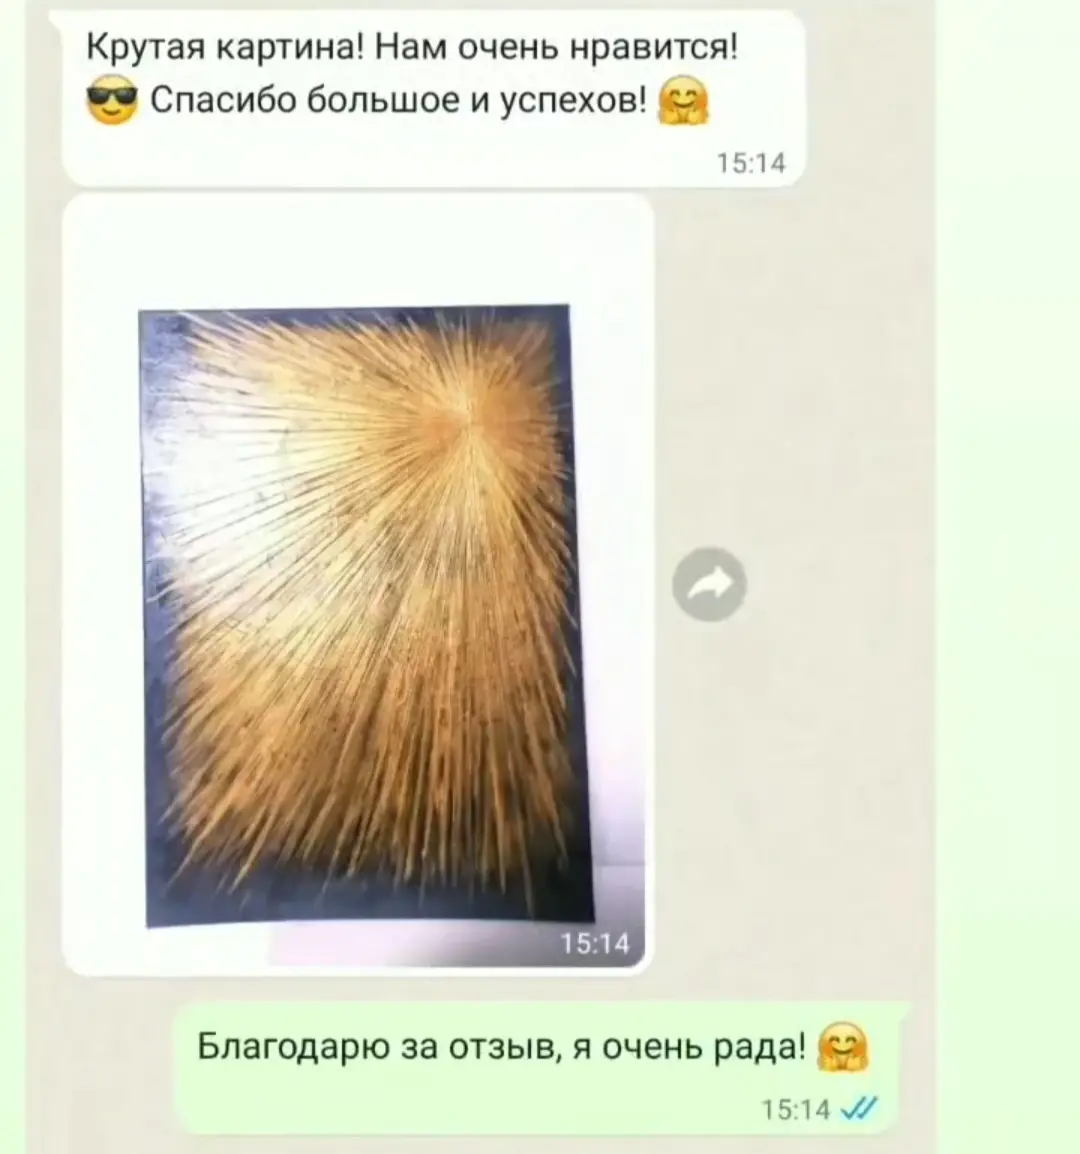 Крутая картина! Нам очень нравится!
😎 Спасибо большое и успехов! 🤗
15:14
15:14
Благодарю за отзыв, я очень рада! 🤗
15:14